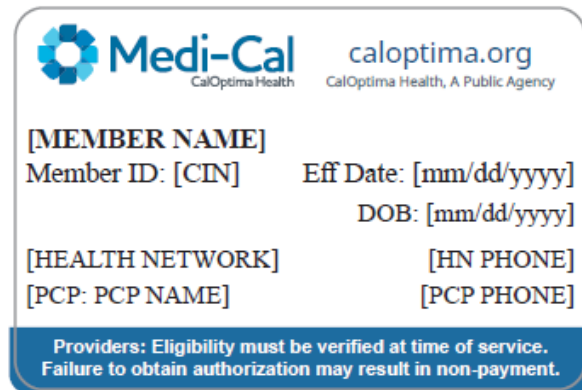 Medi-Cal
CalOptima Health
caloptima.org
CalOptima Health, A Public Agency
[MEMBER NAME]
Member ID: [CIN] Eff Date: [mm/dd/yyyy]
DOB: [mm/dd/yyyy]
[HEALTH NETWORK] [HN PHONE]
[PCP: PCP NAME] [PCP PHONE]
Providers: Eligibility must be verified at time of service.
Failure to obtain authorization may result in non-payment.